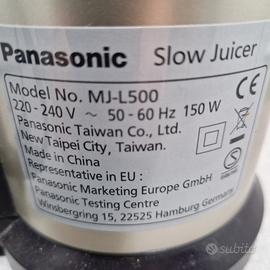 Panasonic Slow Juicer
Model No. MJ-L500
220 - 240 V ~ 50 - 60 Hz 150 W
Panasonic Taiwan Co., Ltd.
New Taipei City, Taiwan.
Made in China
Representative in EU :
Panasonic Marketing Europe GmbH
Panasonic Testing Centre
Winsbergring 15, 22525 Hamburg Germany
subito